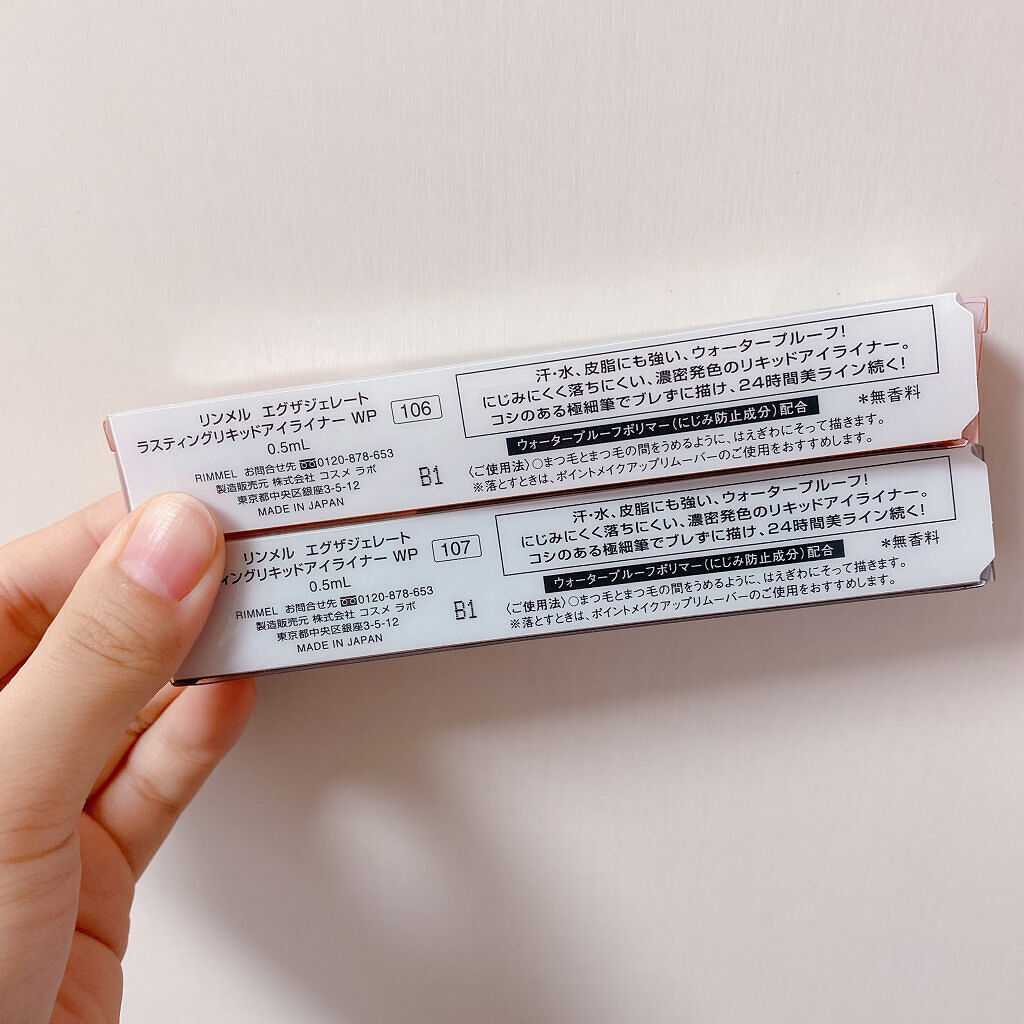 リンメル エグザジェレート
ラスティングリキッドアイライナー WP 106
0.5mL
RIMMEL お問合せ先 0120-878-653
製造販売元 株式会社 コスメ ラボ
東京都中央区銀座3-5-12
MADE IN JAPAN
B1
汗・水、皮脂にも強い、ウォータープルーフ!
にじみにくく落ちにくい、濃密発色のリキッドアイライナー。
コシのある極細筆でブレずに描け、24時間美ライン続く!
ウォータープルーフポリマー(にじみ防止成分)配合
*無香料
〈ご使用法〉○まつ毛とまつ毛の間をうめるように、はえぎわにそって描きます。
※落とすときは、ポイントメイクアップリムーバーのご使用をおすすめします。
リンメル エグザジェレート
ィングリキッドアイライナー WP 107
0.5mL
RIMMEL お問合せ先 0120-878-653
製造販売元 株式会社 コスメ ラボ
東京都中央区銀座3-5-12
MADE IN JAPAN
B1
汗・水、皮脂にも強い、ウォータープルーフ!
にじみにくく落ちにくい、濃密発色のリキッドアイライナー。
コシのある極細筆でブレずに描け、24時間美ライン続く!
ウォータープルーフポリマー(にじみ防止成分)配合
*無香料
〈ご使用法〉○まつ毛とまつ毛の間をうめるように、はえぎわにそって描きます。
※落とすときは、ポイントメイクアップリムーバーのご使用をおすすめします。